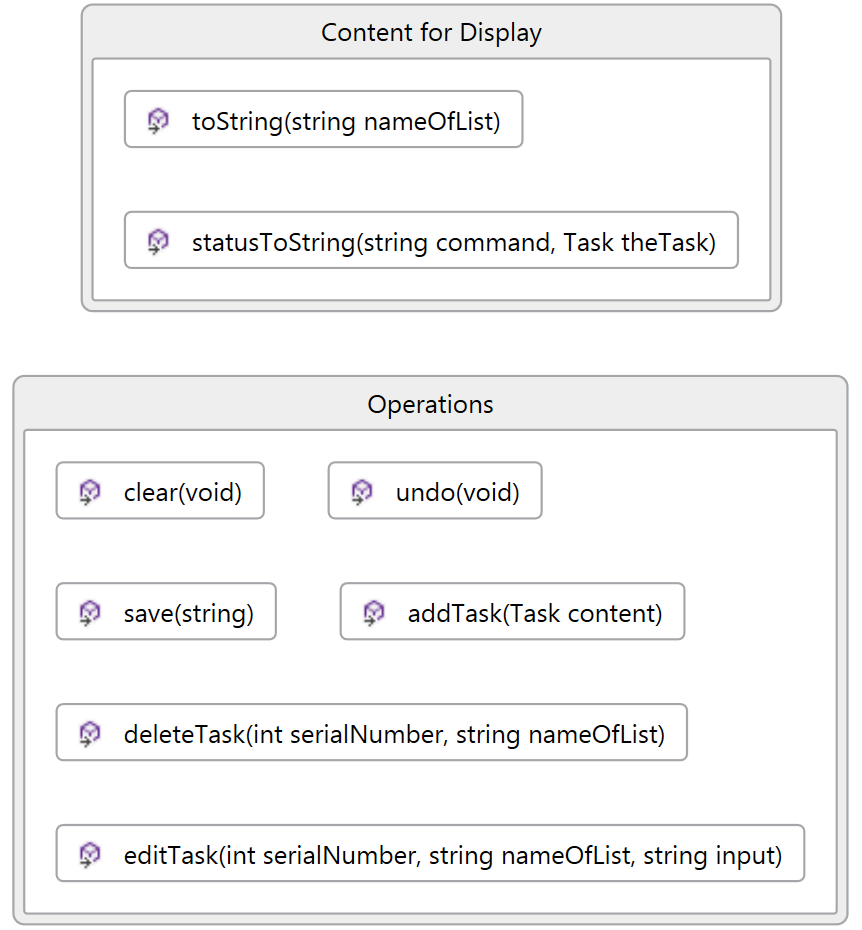 Content for Display
toString(string nameOfList)
statusToString(string command, Task theTask)
Operations
clear(void)
undo(void)
save(string)
addTask(Task content)
deleteTask(int serialNumber, string nameOfList)
editTask(int serialNumber, string nameOfList, string input)